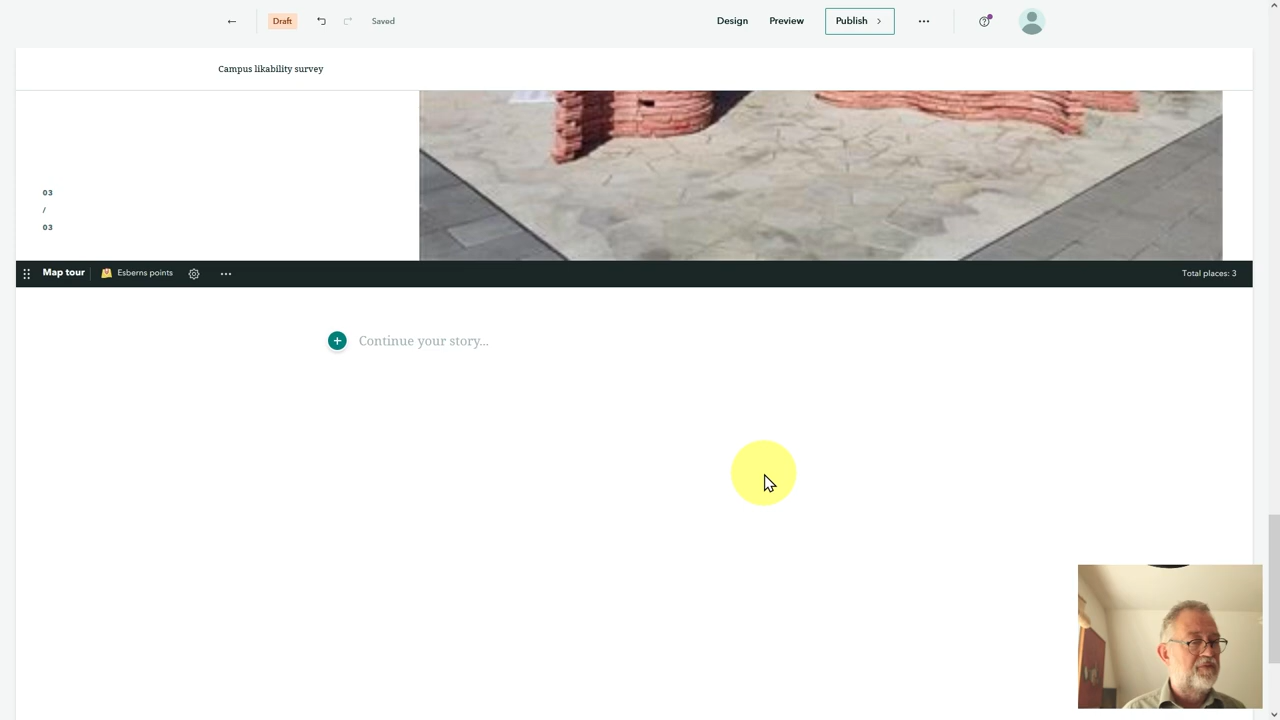 Draft
Saved
Design
Preview
Publish
Campus likability survey
03
/
03
Map tour
Esberns points
Total places: 3
Continue your story...